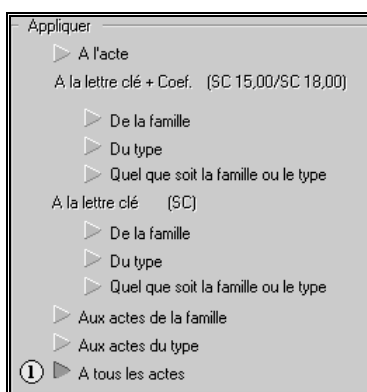 Appliquer
A l'acte
A la lettre clé + Coef. (SC 15,00/SC 18,00)
De la famille
Du type
Quel que soit la famille ou le type
A la lettre clé (SC)
De la famille
Du type
Quel que soit la famille ou le type
Aux actes de la famille
Aux actes du type
1 A tous les actes